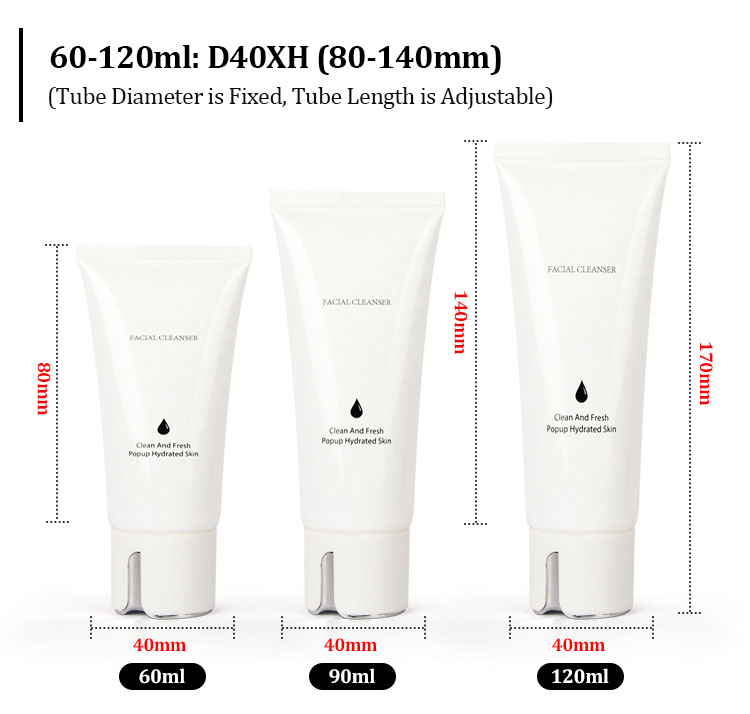 60-120ml: D40XH (80-140mm)
(Tube Diameter is Fixed, Tube Length is Adjustable)
FACIAL CLEANSER
Clean And Fresh
Popup Hydrated Skin
80mm
40mm
60ml
FACIAL CLEANSER
Clean And Fresh
Popup Hydrated Skin
40mm
90ml
140mm
FACIAL CLEANSER
Clean And Fresh
Popup Hydrated Skin
170mm
40mm
120ml